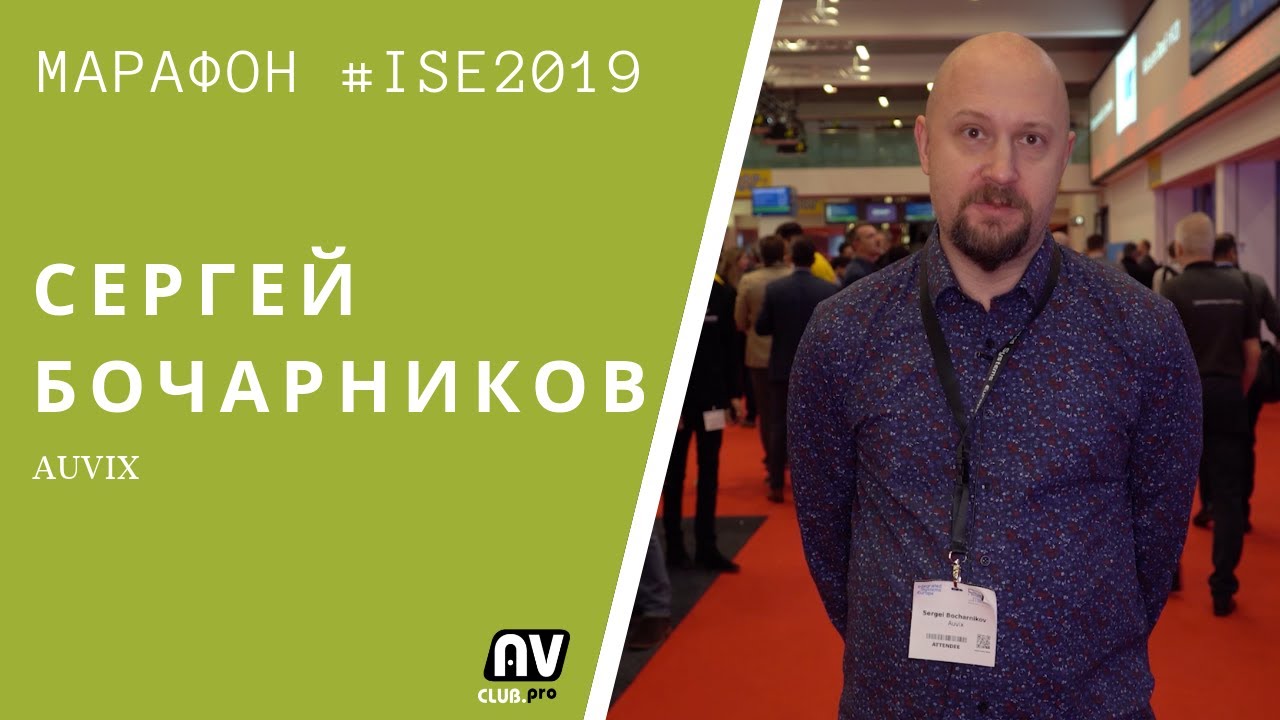 МАРАФОН #ISE2019
СЕРГЕЙ
БОЧАРНИКОВ
AUVIX
AV
CLUB.pro
Sergei Bocharnikov
Auvix
ATTENDEE